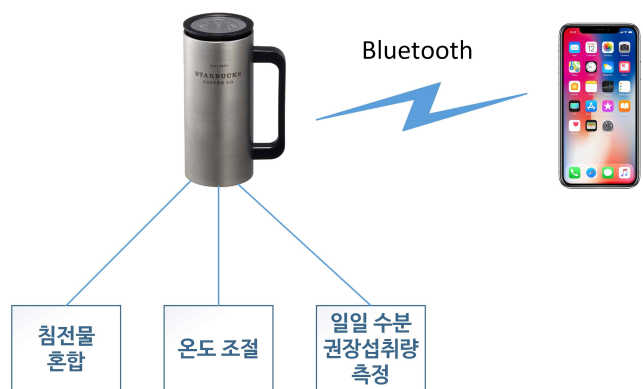 Bluetooth
STARBUCKS
COFFEE CO.
침전물
혼합
온도 조절
일일 수분
권장섭취량
측정